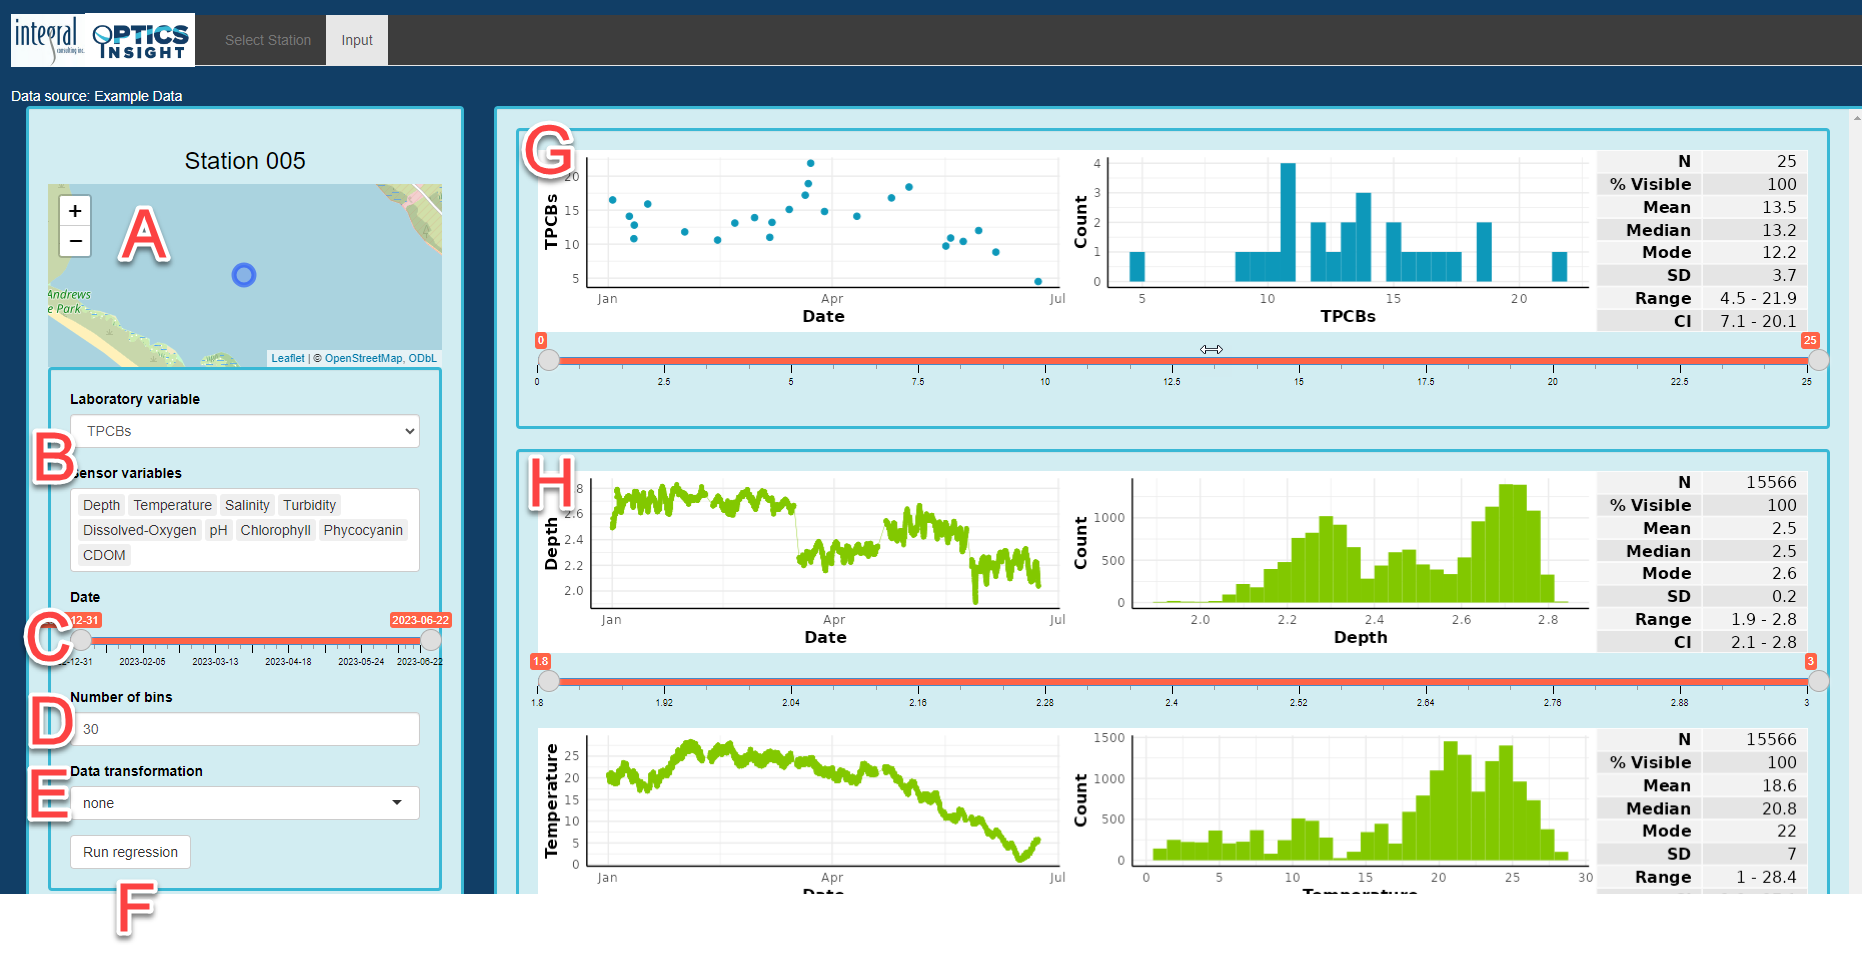 integral
consulting inc.
OPTICS
INSIGHT
Select Station
Input
Data source: Example Data
Station 005
+
−
A
Andrews
e Park
Leaflet | © OpenStreetMap, ODbL
Laboratory variable
TPCBs
B
Sensor variables
Depth Temperature Salinity Turbidity
Dissolved-Oxygen pH Chlorophyll Phycocyanin
CDOM
Date
C
12-31 2023-06-22
12-31 2023-02-05 2023-03-13 2023-04-18 2023-05-24 2023-06-22
Number of bins
D
30
Data transformation
E
none
Run regression
F
G
TPCBs
20
15
10
5
Jan Apr Jul
Date
Count
4
3
2
1
0
5 10 15 20
TPCBs
N 25
% Visible 100
Mean 13.5
Median 13.2
Mode 12.2
SD 3.7
Range 4.5 - 21.9
CI 7.1 - 20.1
0 25
0 2.5 5 7.5 10 12.5 15 17.5 20 22.5 25
H
Depth
.8
2.6
2.4
2.2
2.0
Jan Apr Jul
Date
Count
1000
500
0
2.0 2.2 2.4 2.6 2.8
Depth
N 15566
% Visible 100
Mean 2.5
Median 2.5
Mode 2.6
SD 0.2
Range 1.9 - 2.8
CI 2.1 - 2.8
1.8 3
1.8 1.92 2.04 2.16 2.28 2.4 2.52 2.64 2.76 2.88 3
Temperature
25
20
15
10
5
0
Jan Apr Jul
Date
Count
1500
1000
500
0
0 5 10 15 20 25 30
Temperature
N 15566
% Visible 100
Mean 18.6
Median 20.8
Mode 22
SD 7
Range 1 - 28.4